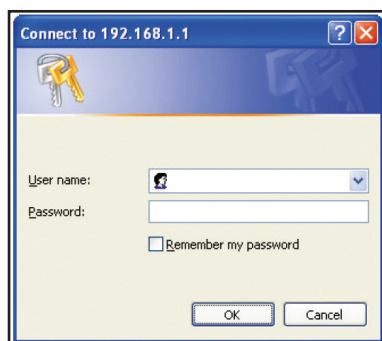 Connect to 192.168.1.1
User name:
Password:
Remember my password
OK Cancel